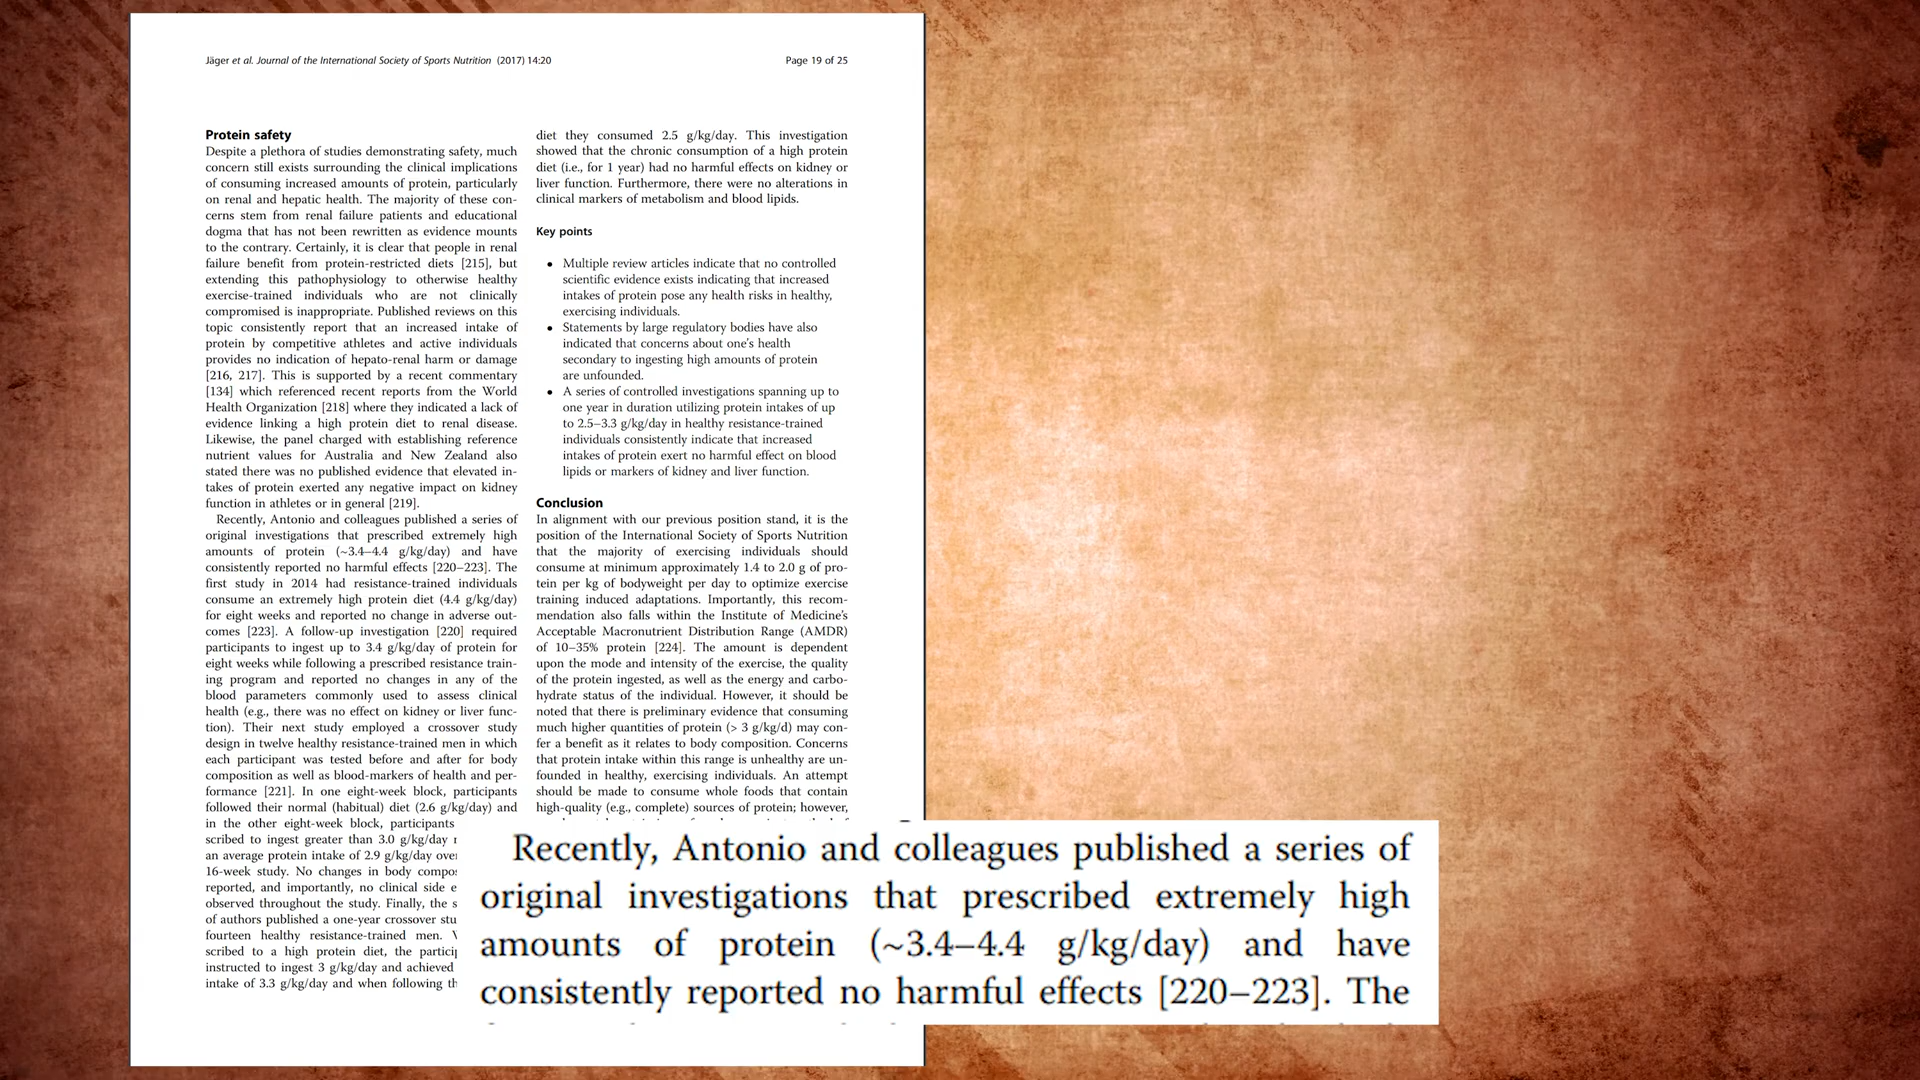 Jäger et al. Journal of the International Society of Sports Nutrition (2017) 14:20
Page 19 of 25
Protein safety
Despite a plethora of studies demonstrating safety, much
concern still exists surrounding the clinical implications
of consuming increased amounts of protein, particularly
on renal and hepatic health. The majority of these con-
cerns stem from renal failure patients and educational
dogma that has not been rewritten as evidence mounts
to the contrary. Certainly, it is clear that people in renal
failure benefit from protein-restricted diets [215], but
extending this pathophysiology to otherwise healthy
exercise-trained individuals who are not clinically
compromised is inappropriate. Published reviews on this
topic consistently report that an increased intake of
protein by competitive athletes and active individuals
provides no indication of hepato-renal harm or damage
[216, 217]. This is supported by a recent commentary
[134] which referenced recent reports from the World
Health Organization [218] where they indicated a lack of
evidence linking a high protein diet to renal disease.
Likewise, the panel charged with establishing reference
nutrient values for Australia and New Zealand also
stated there was no published evidence that elevated in-
takes of protein exerted any negative impact on kidney
function in athletes or in general [219].
Recently, Antonio and colleagues published a series of
original investigations that prescribed extremely high
amounts of protein (~3.4–4.4 g/kg/day) and have
consistently reported no harmful effects [220–223]. The
first study in 2014 had resistance-trained individuals
consume an extremely high protein diet (4.4 g/kg/day)
for eight weeks and reported no change in adverse out-
comes [223]. A follow-up investigation [220] required
participants to ingest up to 3.4 g/kg/day of protein for
eight weeks while following a prescribed resistance train-
ing program and reported no changes in any of the
blood parameters commonly used to assess clinical
health (e.g., there was no effect on kidney or liver func-
tion). Their next study employed a crossover study
design in twelve healthy resistance-trained men in which
each participant was tested before and after for body
composition as well as blood-markers of health and per-
formance [221]. In one eight-week block, participants
followed their normal (habitual) diet (2.6 g/kg/day) and
in the other eight-week block, participants
scribed to ingest greater than 3.0 g/kg/day
an average protein intake of 2.9 g/kg/day
16-week study. No changes in body
reported, and importantly, no clinical side
observed throughout the study. Finally, the
of authors published a one-year crossover
fourteen healthy resistance-trained men.
scribed to a high protein diet, the
instructed to ingest 3 g/kg/day and achieved
intake of 3.3 g/kg/day and when following
diet they consumed 2.5 g/kg/day. This investigation
showed that the chronic consumption of a high protein
diet (i.e., for 1 year) had no harmful effects on kidney or
liver function. Furthermore, there were no alterations in
clinical markers of metabolism and blood lipids.
Key points
• Multiple review articles indicate that no controlled
scientific evidence exists indicating that increased
intakes of protein pose any health risks in healthy,
exercising individuals.
• Statements by large regulatory bodies have also
indicated that concerns about one's health
secondary to ingesting high amounts of protein
are unfounded.
• A series of controlled investigations spanning up to
one year in duration utilizing protein intakes of up
to 2.5–3.3 g/kg/day in healthy resistance-trained
individuals consistently indicate that increased
intakes of protein exert no harmful effect on blood
lipids or markers of kidney and liver function.
Conclusion
In alignment with our previous position stand, it is the
position of the International Society of Sports Nutrition
that the majority of exercising individuals should
consume at minimum approximately 1.4 to 2.0 g of pro-
tein per kg of bodyweight per day to optimize exercise
training induced adaptations. Importantly, this recom-
mendation also falls within the Institute of Medicine's
Acceptable Macronutrient Distribution Range (AMDR)
of 10–35% protein [224]. The amount is dependent
upon the mode and intensity of the exercise, the quality
of the protein ingested, as well as the energy and carbo-
hydrate status of the individual. However, it should be
noted that there is preliminary evidence that consuming
much higher quantities of protein (> 3 g/kg/d) may con-
fer a benefit as it relates to body composition. Concerns
that protein intake within this range is unhealthy are un-
founded in healthy, exercising individuals. An attempt
should be made to consume whole foods that contain
high-quality (e.g., complete) sources of protein; however,
Recently, Antonio and colleagues published a series of
original investigations that prescribed extremely high
amounts of protein (~3.4–4.4 g/kg/day) and have
consistently reported no harmful effects [220–223]. The